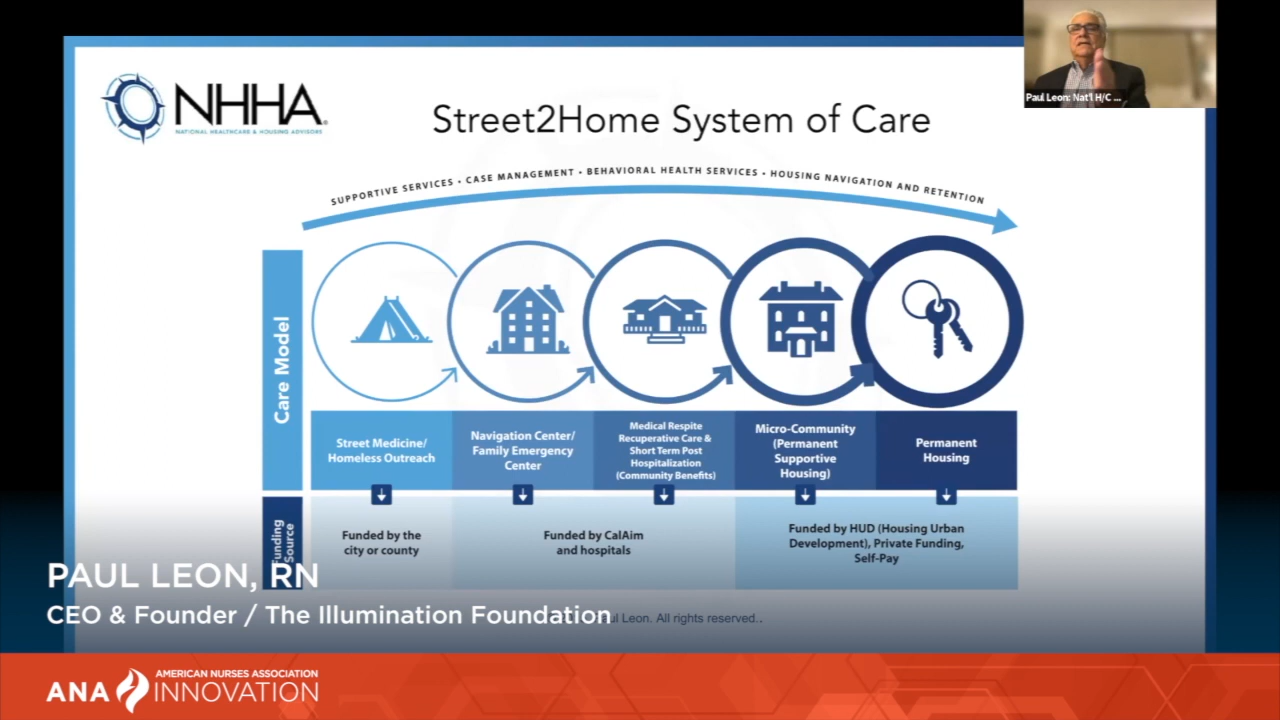 NHHA
NATIONAL HEALTHCARE & HOUSING ADVISORS
Street2Home System of Care
Paul Leon: Nat'l H/C ...
SUPPORTIVE SERVICES • CASE MANAGEMENT • BEHAVIORAL HEALTH SERVICES • HOUSING NAVIGATION AND RETENTION
Care Model
Street Medicine/
Homeless Outreach
Navigation Center/
Family Emergency
Center
Medical Respite
Recuperative Care &
Short Term Post
Hospitalization
(Community Benefits)
Micro-Community
(Permanent
Supportive
Housing)
Permanent
Housing
Funding
Source
Funded by the
city or county
Funded by CalAim
and hospitals
Funded by HUD (Housing Urban
Development), Private Funding,
Self-Pay
PAUL LEON, RN
CEO & Founder / The Illumination Foundation
Leon. All rights reserved..
ANA
AMERICAN NURSES ASSOCIATION
INNOVATION